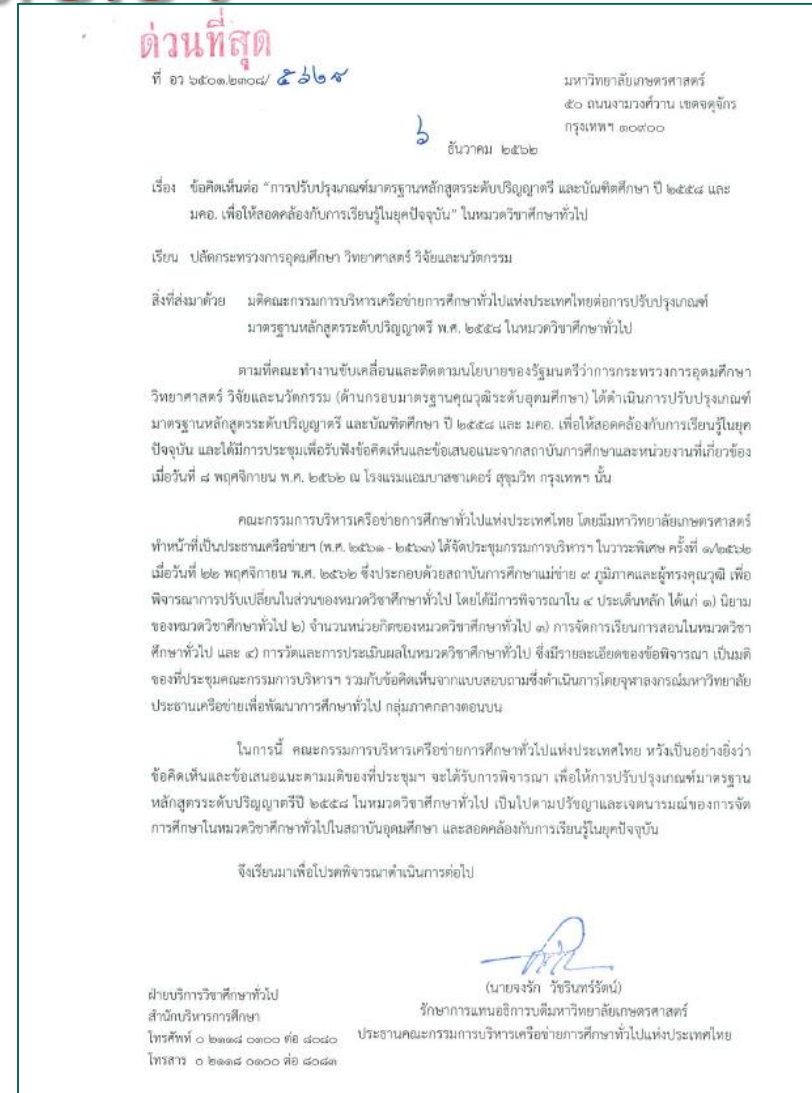 ด่วนที่สุด
ที่ อว ๖๕๐๑.๒๓๐๘/ ๕๖๒๙
มหาวิทยาลัยเกษตรศาสตร์
๕๐ ถนนงามวงศ์วาน เขตจตุจักร
กรุงเทพฯ ๑๐๙๐๐
๖ ธันวาคม ๒๕๖๒
เรื่อง ข้อคิดเห็นต่อ “การปรับปรุงเกณฑ์มาตรฐานหลักสูตรระดับปริญญาตรี และบัณฑิตศึกษา ปี ๒๕๕๘ และ
มคอ. เพื่อให้สอดคล้องกับการเรียนรู้ในยุคปัจจุบัน” ในหมวดวิชาศึกษาทั่วไป
เรียน ปลัดกระทรวงการอุดมศึกษา วิทยาศาสตร์ วิจัยและนวัตกรรม
สิ่งที่ส่งมาด้วย มติคณะกรรมการบริหารเครือข่ายการศึกษาทั่วไปแห่งประเทศไทยต่อการปรับปรุงเกณฑ์
มาตรฐานหลักสูตรระดับปริญญาตรี พ.ศ. ๒๕๕๘ ในหมวดวิชาศึกษาทั่วไป
ตามที่คณะทำงานขับเคลื่อนและติดตามนโยบายของรัฐมนตรีว่าการกระทรวงการอุดมศึกษา
วิทยาศาสตร์ วิจัยและนวัตกรรม (ด้านกรอบมาตรฐานคุณวุฒิระดับอุดมศึกษา) ได้ดำเนินการปรับปรุงเกณฑ์
มาตรฐานหลักสูตรระดับปริญญาตรี และบัณฑิตศึกษา ปี ๒๕๕๘ และ มคอ. เพื่อให้สอดคล้องกับการเรียนรู้ในยุค
ปัจจุบัน และได้มีการประชุมเพื่อรับฟังข้อคิดเห็นและข้อเสนอแนะจากสถาบันการศึกษาและหน่วยงานที่เกี่ยวข้อง
เมื่อวันที่ ๘ พฤศจิกายน พ.ศ. ๒๕๖๒ ณ โรงแรมแอมบาสซาเดอร์ สุขุมวิท กรุงเทพฯ นั้น
คณะกรรมการบริหารเครือข่ายการศึกษาทั่วไปแห่งประเทศไทย โดยมีมหาวิทยาลัยเกษตรศาสตร์
ทำหน้าที่เป็นประธานเครือข่ายฯ (พ.ศ. ๒๕๖๑ - ๒๕๖๓) ได้จัดประชุมกรรมการบริหารฯ ในวาระพิเศษ ครั้งที่ ๑/๒๕๖๒
เมื่อวันที่ ๒๒ พฤศจิกายน พ.ศ. ๒๕๖๒ ซึ่งประกอบด้วยสถาบันการศึกษาแม่ข่าย ๙ ภูมิภาคและผู้ทรงคุณวุฒิ เพื่อ
พิจารณาการปรับเปลี่ยนในส่วนของหมวดวิชาศึกษาทั่วไป โดยได้มีการพิจารณาใน ๔ ประเด็นหลัก ได้แก่ ๑) นิยาม
ของหมวดวิชาศึกษาทั่วไป ๒) จำนวนหน่วยกิตของหมวดวิชาศึกษาทั่วไป ๓) การจัดการเรียนการสอนในหมวดวิชา
ศึกษาทั่วไป และ ๔) การวัดและการประเมินผลในหมวดวิชาศึกษาทั่วไป ซึ่งมีรายละเอียดของข้อพิจารณา เป็นมติ
ของที่ประชุมคณะกรรมการบริหารฯ รวมกับข้อคิดเห็นจากแบบสอบถามซึ่งดำเนินการโดยจุฬาลงกรณ์มหาวิทยาลัย
ประธานเครือข่ายเพื่อพัฒนาการศึกษาทั่วไป กลุ่มภาคกลางตอนบน
ในการนี้ คณะกรรมการบริหารเครือข่ายการศึกษาทั่วไปแห่งประเทศไทย หวังเป็นอย่างยิ่งว่า
ข้อคิดเห็นและข้อเสนอแนะตามมติของที่ประชุมฯ จะได้รับการพิจารณา เพื่อให้การปรับปรุงเกณฑ์มาตรฐาน
หลักสูตรระดับปริญญาตรีปี ๒๕๕๘ ในหมวดวิชาศึกษาทั่วไป เป็นไปตามปรัชญาและเจตนารมณ์ของการจัด
การศึกษาในหมวดวิชาศึกษาทั่วไปในสถาบันอุดมศึกษา และสอดคล้องกับการเรียนรู้ในยุคปัจจุบัน
จึงเรียนมาเพื่อโปรดพิจารณาดำเนินการต่อไป
(นายจงรัก วัชรินทร์รัตน์)
รักษาการแทนอธิการบดีมหาวิทยาลัยเกษตรศาสตร์
ประธานคณะกรรมการบริหารเครือข่ายการศึกษาทั่วไปแห่งประเทศไทย
ฝ่ายบริการวิชาศึกษาทั่วไป
สำนักบริหารการศึกษา
โทรศัพท์ ๐ ๒๑๑๘ ๐๑๐๐ ต่อ ๘๐๘๐
โทรสาร ๐ ๒๑๑๘ ๐๑๐๐ ต่อ ๘๐๘๓